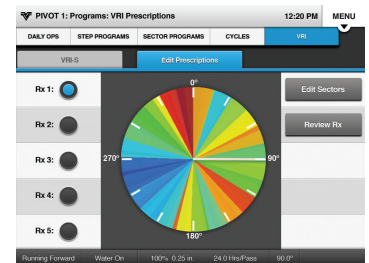 PIVOT 1: Programs: VRI Prescriptions 12:20 PM MENU
DAILY OPS STEP PROGRAMS SECTOR PROGRAMS CYCLES VRI
VRI-S Edit Prescriptions
Rx 1: 0° Edit Sectors
Rx 2: Review Rx
Rx 3: 270° 90°
Rx 4:
Rx 5: 180°
Running Forward Water On 100% 0.25 in. 24.0 Hrs/Pass 90.0°